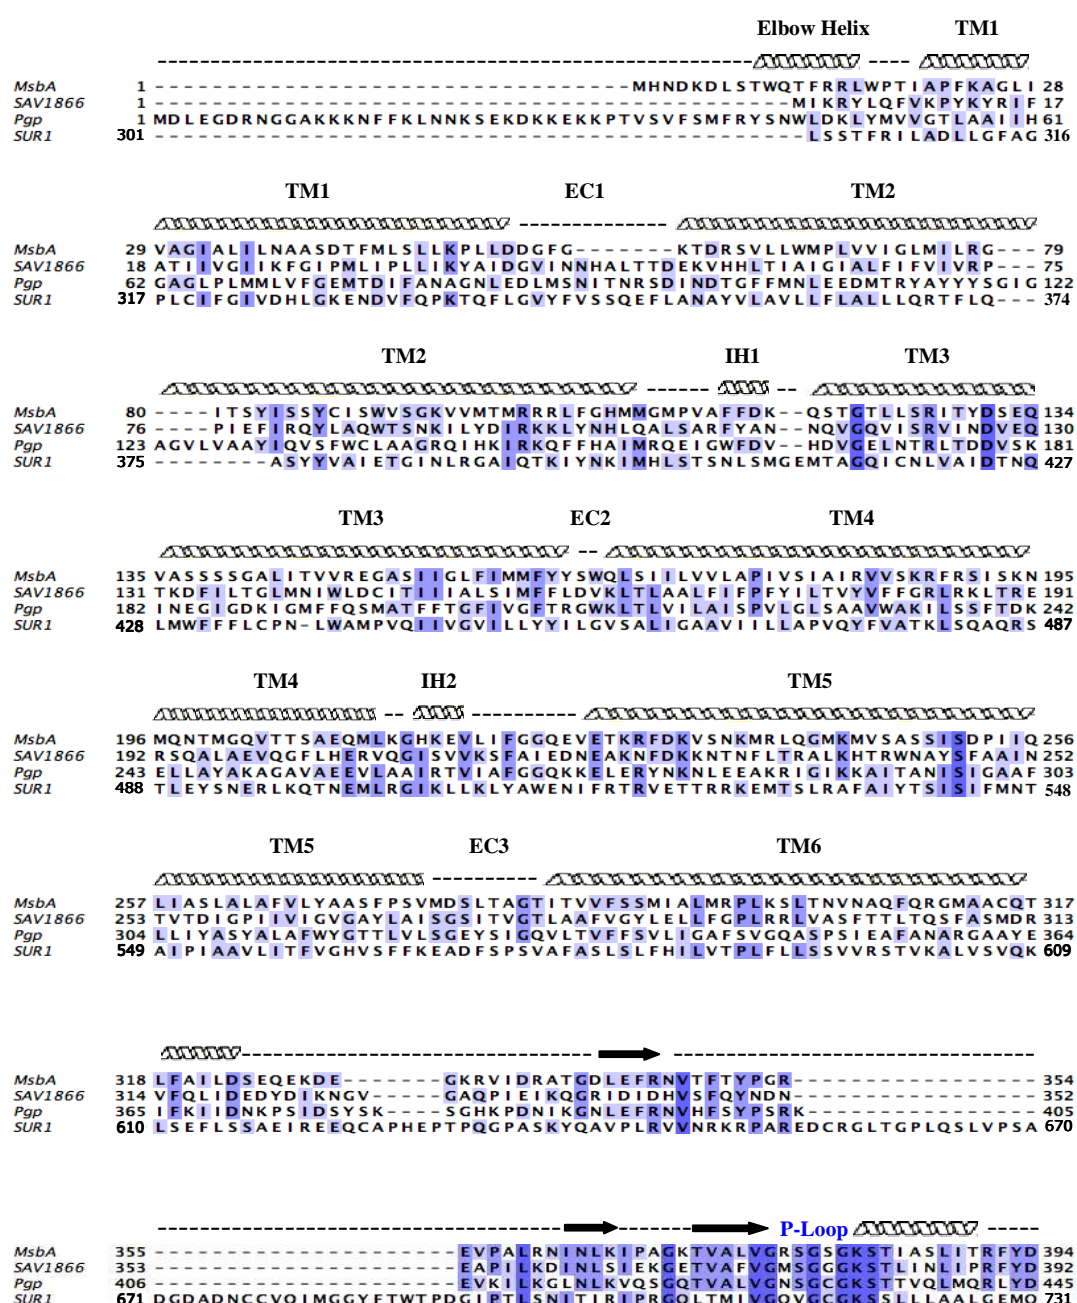 Elbow Helix TM1
MsbA 1 ----------------------------------------MHNDKDLSTWQTFRRLWPTIAPFKAGLI 28
SAV1866 1 ---------------------------------------------------MIKRYLQFVKPYKYRIF 17
Pgp 1 MDLEGDRNGGAKKKNFFKLNNKSEKDKKEKKPTVSVFSMFRYSNWLDKLYMVVGTLAAIIH 61
SUR1 301 ----------------------------------------------------LSSTFRILADLLGFAG 316
TM1 EC1 TM2
MsbA 29 VAGIALILNAASDTFMLSLLKPLLDDGFG-------KTDRSVLLWMPLVVIGLMILRG--- 79
SAV1866 18 ATIIVGIIKFGIPMLIPLLIKYAIDGVINNHALTTDEKVHHLTIAIGIALFIFVIVRP--- 75
Pgp 62 GAGLPLMMLVFGEMTDIFANAGNLEDLMSNITNRSDINDTGFFMNLEEDMTRYAYYYSGIG 122
SUR1 317 PLCIFGIVDHLGKENDVFQPKTQFLGVYFVSSQEFLANAYVLAVLLFLALLLQRTFLQ--- 374
TM2 IH1 TM3
MsbA 80 ----ITSYISSYCISWVSGKVVMTMRRRLFGHMMGMPVAFFDK--QSTGTLLSRITYDSEQ 134
SAV1866 76 ----PIEFIRQYLAQWTSNKILYDIRKKLYNHLQALSARFYAN--NQVGQVISRVINDVEQ 130
Pgp 123 AGVLVAAYIQVSFWCLAAGRQIHKIRKQFFHAIMRQEIGWFDV--HDVGELNTRLTDDVSK 181
SUR1 375 --------ASYYVAIETGINLRGAIQTKIYNKIMHLSTSNLSMGEMTAGQICNLVAIDTNQ 427
TM3 EC2 TM4
MsbA 135 VASSSSGALITVVREGASIIGLFIMMFYYSWQLSIILVVLAPIVSIAIRVVSKRFRSISKN 195
SAV1866 131 TKDFILTGLMNIWLDCITIIIALSIMFFLDVKLTLAALFIFPFYILTVYVFFGRLRKLTRE 191
Pgp 182 INEGIGDKIGMFFQSMATFFTGFIVGFTRGWKLTLVILAISPVLGLSAAVWAKILSSFTDK 242
SUR1 428 LMWFFFLCPN-LWAMPVQIIVGVILLYYILGVSALIGAAVIILLAPVQYFVATKLSQAQRS 487
TM4 IH2 TM5
MsbA 196 MQNTMGQVTTSAEQMLKGHKEVLIFGGQEVETKRFDKVSNKMRLQGMKMVSASSISDPIIQ 256
SAV1866 192 RSQALAEVQGFLHERVQGISVVKSFAIEDNEAKNFDKKNTNFLTRALKHTRWNAYSFAAIN 252
Pgp 243 ELLAYAKAGAVAEEVLAAIRTVIAFGGQKKELERYNKNLEEAKRIGIKKAITANISIGAAF 303
SUR1 488 TLEYSNERLKQTNEMLRGIKLLKLYAWENIFRTRVETTRRKEMTSLRAFAIYTSISIFMNT 548
TM5 EC3 TM6
MsbA 257 LIASLALAFVLYAASFPSVMDSLTAGTITVVFSSMIALMRPLKSLTNVNAQFQRGMAACQT 317
SAV1866 253 TVTDIGPIIVIGVGAYLAISGSITVGTLAAFVGYLELLFGPLRRLVASFTTLTQSFASMDR 313
Pgp 304 LLIYASYALAFWYGTTLVLSGEYSIGQVLTVFFSVLIGAFSVGQASPSIEAFANARGAAYE 364
SUR1 549 AIPIAAVLITFVGHVSFFKEADFSPSVAFASLSLFHILVTPLFLLSSVVRSTVKALVSVQK 609
MsbA 318 LFAILDSEQEKDE-------GKRVIDRATGDLEFRNVTFTYPGR----------------- 354
SAV1866 314 VFQLIDEDYDIKNGV-----GAQPIEIKQGRIDIDHVSFQYNDN----------------- 352
Pgp 365 IFKIIDNKPSIDSYSK----SGHKPDNIKGNLEFRNVHFSYPSRK---------------- 405
SUR1 610 LSEFLSSAEIREEQCAPHEPTPQGPASKYQAVPLRVVNRKRPAREDCRGLTGPLQSLVPSA 670
P-Loop
MsbA 355 ---------------------EVPALRNINLKIPAGKTVALVGRSGSGKSTIASLITRFYD 394
SAV1866 353 ---------------------EAPILKDINLSIEKGETVAFVGMSGGGKSTLINLIPRFYD 392
Pgp 406 ---------------------EVKILKGLNLKVQSGQTVALVGNSGCGKSTTVQLMQRLYD 445
SUR1 671 DGDADNCCVQIMGGYFTWTPDGIPTLSNITIRIPRGQLTMIVGQVGCGKSSLLLAALGEMQ 731